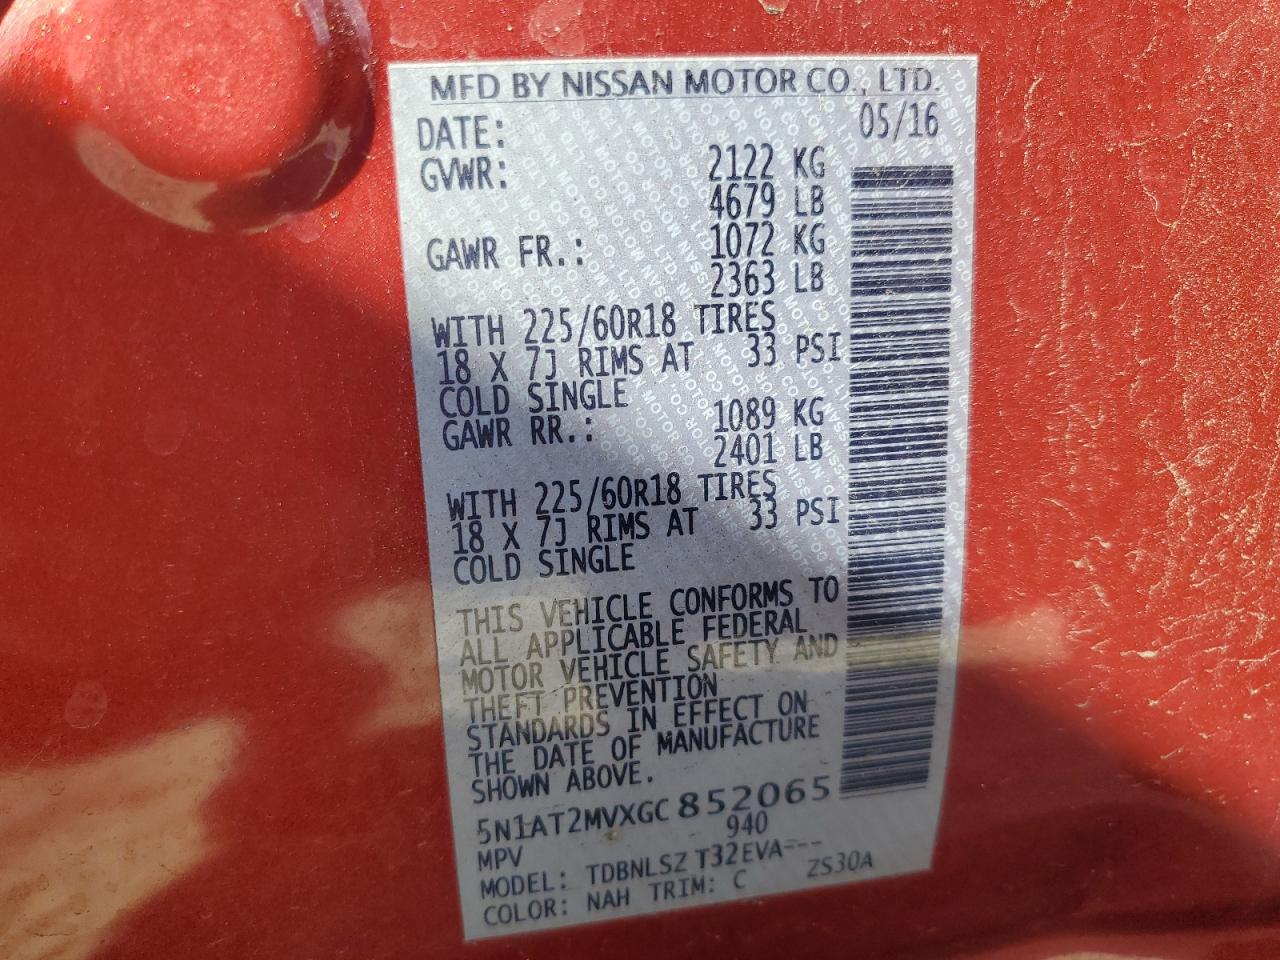 MFD BY NISSAN MOTOR CO., LTD.
DATE: 05/16
GVWR: 2122 KG
4679 LB
GAWR FR.: 1072 KG
2363 LB
WITH 225/60R18 TIRES
18 X 7J RIMS AT 33 PSI
COLD SINGLE
GAWR RR.: 1089 KG
2401 LB
WITH 225/60R18 TIRES
18 X 7J RIMS AT 33 PSI
COLD SINGLE
THIS VEHICLE CONFORMS TO
ALL APPLICABLE FEDERAL
MOTOR VEHICLE SAFETY AND
THEFT PREVENTION
STANDARDS IN EFFECT ON
THE DATE OF MANUFACTURE
SHOWN ABOVE.
5N1AT2MVXGC852065
MPV 940
MODEL: TDBNLSZ T32EVA---
COLOR: NAH TRIM: C ZS30A